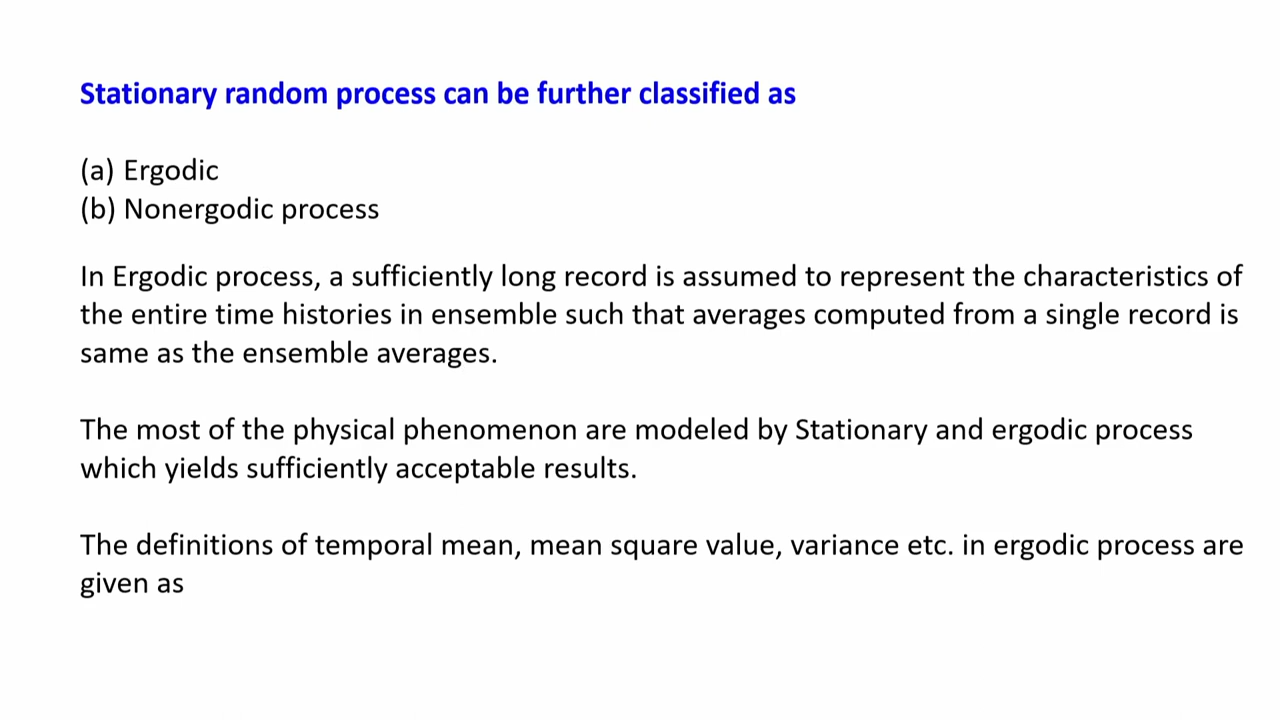 Stationary random process can be further classified as
(a) Ergodic
(b) Nonergodic process
In Ergodic process, a sufficiently long record is assumed to represent the characteristics of
the entire time histories in ensemble such that averages computed from a single record is
same as the ensemble averages.
The most of the physical phenomenon are modeled by Stationary and ergodic process
which yields sufficiently acceptable results.
The definitions of temporal mean, mean square value, variance etc. in ergodic process are
given as